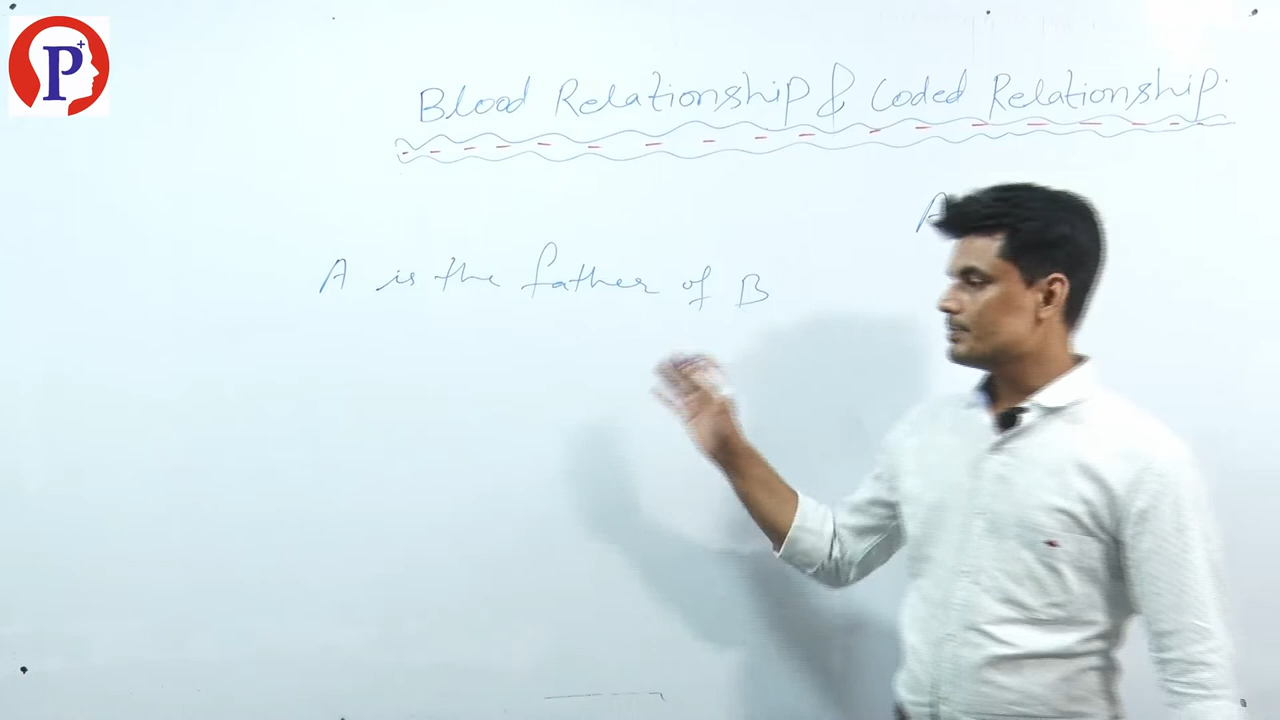 P+
Blood Relationship & Coded Relationship.
A
A is the father of B